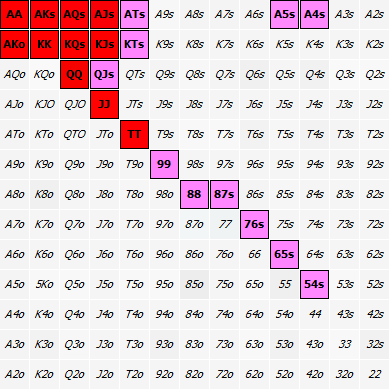 AA AKs AQs AJs ATs A9s A8s A7s A6s A5s A4s A3s A2s
AKo KK KQs KJs KTs K9s K8s K7s K6s K5s K4s K3s K2s
AQo KQo QQ QJs QTs Q9s Q8s Q7s Q6s Q5s Q4s Q3s Q2s
AJo KJO QJO JJ JTs J9s J8s J7s J6s J5s J4s J3s J2s
ATo KTo QTO JTo TT T9s T8s T7s T6s T5s T4s T3s T2s
A9o K9o Q9o J9o T9o 99 98s 97s 96s 95s 94s 93s 92s
A8o K8o Q8o J8o T8o 98o 88 87s 86s 85s 84s 83s 82s
A7o K7o Q7o J7o T7o 97o 87o 77 76s 75s 74s 73s 72s
A6o K6o Q6o J6o T6o 96o 86o 76o 66 65s 64s 63s 62s
A5o 5Ko Q5o J5o T5o 95o 85o 75o 65o 55 54s 53s 52s
A4o K4o Q4o J4o T4o 94o 84o 74o 64o 54o 44 43s 42s
A3o K3o Q3o J3o T3o 93o 83o 73o 63o 53o 43o 33 32o
A2o K2o Q2o J2o T2o 92o 82o 72o 62o 52o 42o 32o 22